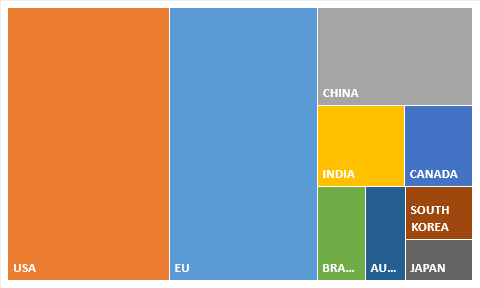 CHINA
INDIA
CANADA
SOUTH
KOREA
USA
EU
BRA...
AU...
JAPAN